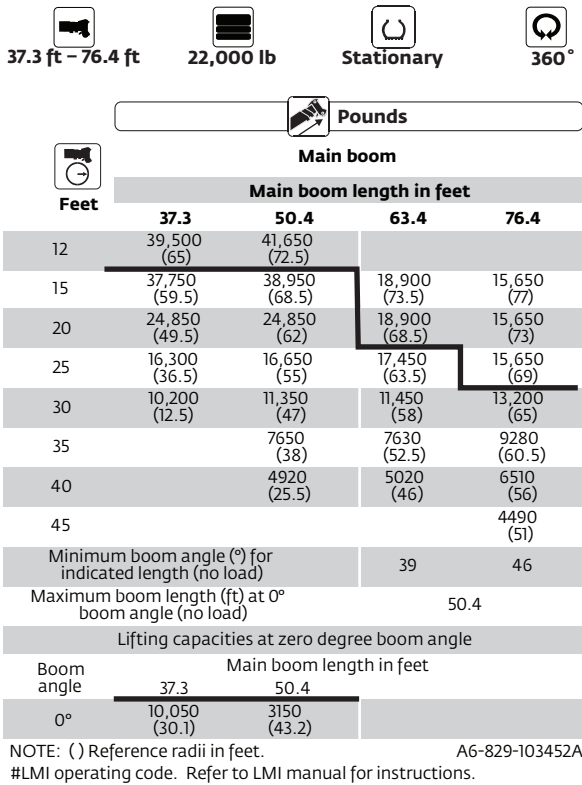 37.3 ft – 76.4 ft 22,000 lb Stationary 360°
Pounds
Main boom
Feet
Main boom length in feet
37.3 50.4 63.4 76.4
12 39,500 41,650
(65) (72.5)
15 37,750 38,950 18,900 15,650
(59.5) (68.5) (73.5) (77)
20 24,850 24,850 18,900 15,650
(49.5) (62) (68.5) (73)
25 16,300 16,650 17,450 15,650
(36.5) (55) (63.5) (69)
30 10,200 11,350 11,450 13,200
(12.5) (47) (58) (65)
35 7650 7630 9280
(38) (52.5) (60.5)
40 4920 5020 6510
(25.5) (46) (56)
45 4490
(51)
Minimum boom angle (º) for
indicated length (no load) 39 46
Maximum boom length (ft) at 0º
boom angle (no load) 50.4
Lifting capacities at zero degree boom angle
Boom
angle
Main boom length in feet
37.3 50.4
0° 10,050 3150
(30.1) (43.2)
NOTE: ( ) Reference radii in feet. A6-829-103452A
#LMI operating code. Refer to LMI manual for instructions.